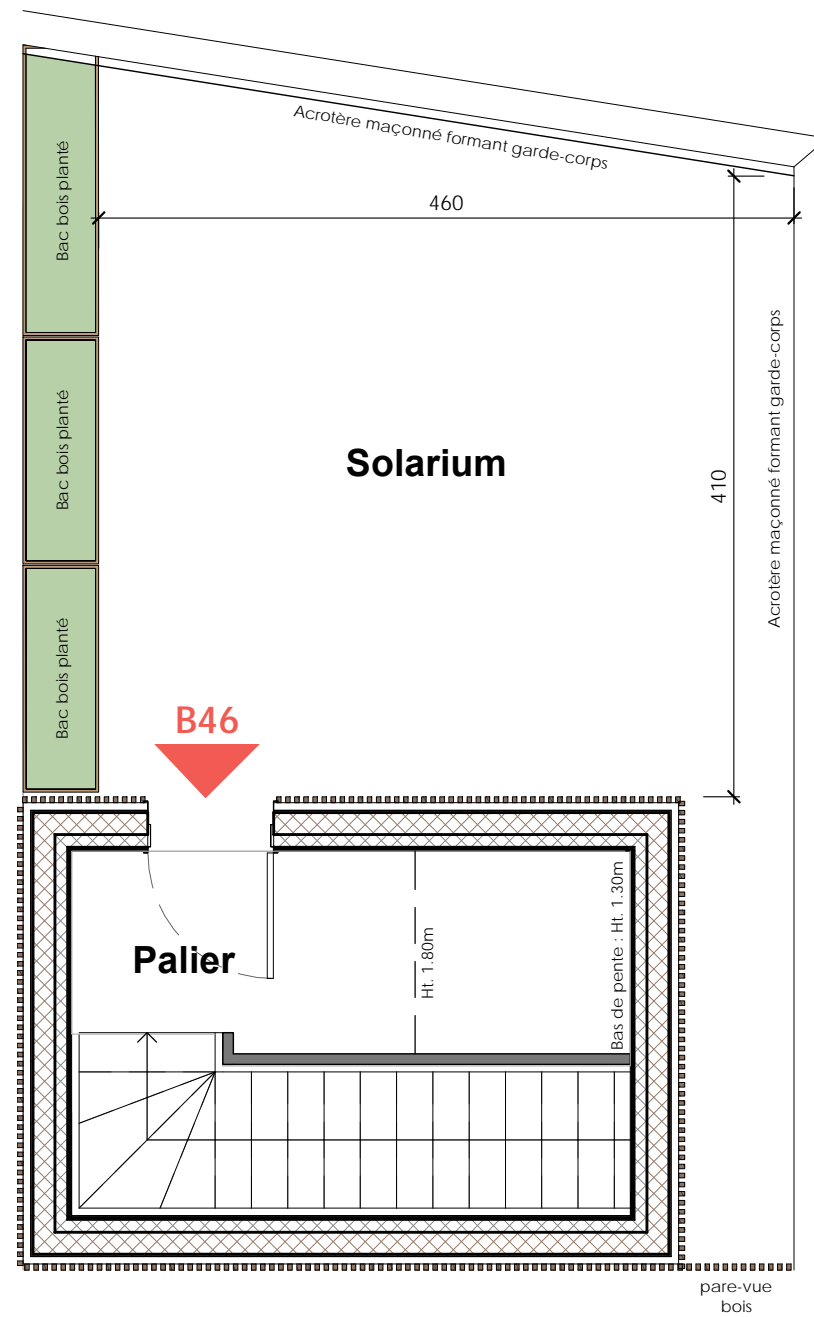 Acrotère maçonné formant garde-corps
Bac bois planté
460
Acrotère maçonné formant garde-corps
Bac bois planté
Solarium
410
Bac bois planté
B46
Palier
Ht. 1.80m
Bas de pente : Ht. 1.30m
pare-vue
bois